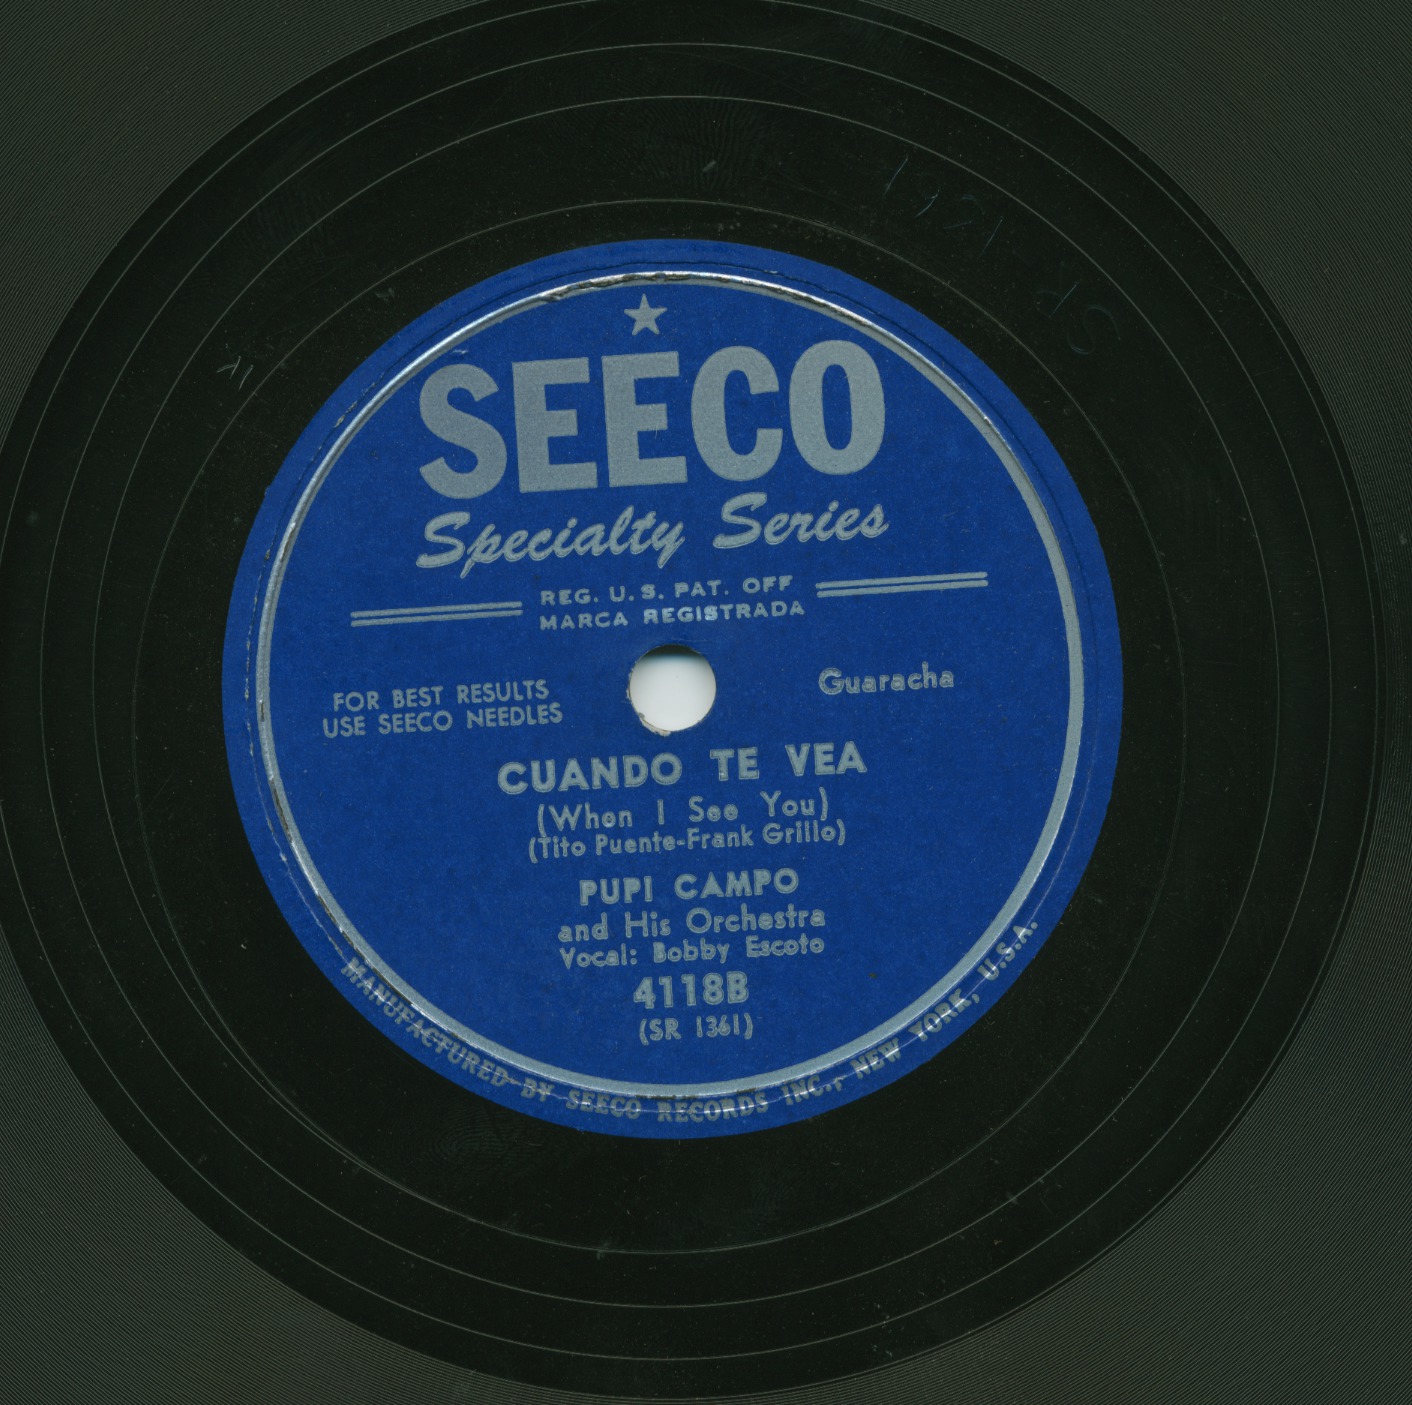 SEECO
Specialty Series
REG. U. S. PAT. OFF
MARCA REGISTRADA
FOR BEST RESULTS
USE SEECO NEEDLES
Guaracha
CUANDO TE VEA
(When I See You)
(Tito Puente-Frank Grillo)
PUPI CAMPO
and His Orchestra
Vocal: Bobby Escoto
4118B
(SR 1361)
MANUFACTURED BY SEECO RECORDS INC., NEW YORK, U.S.A.